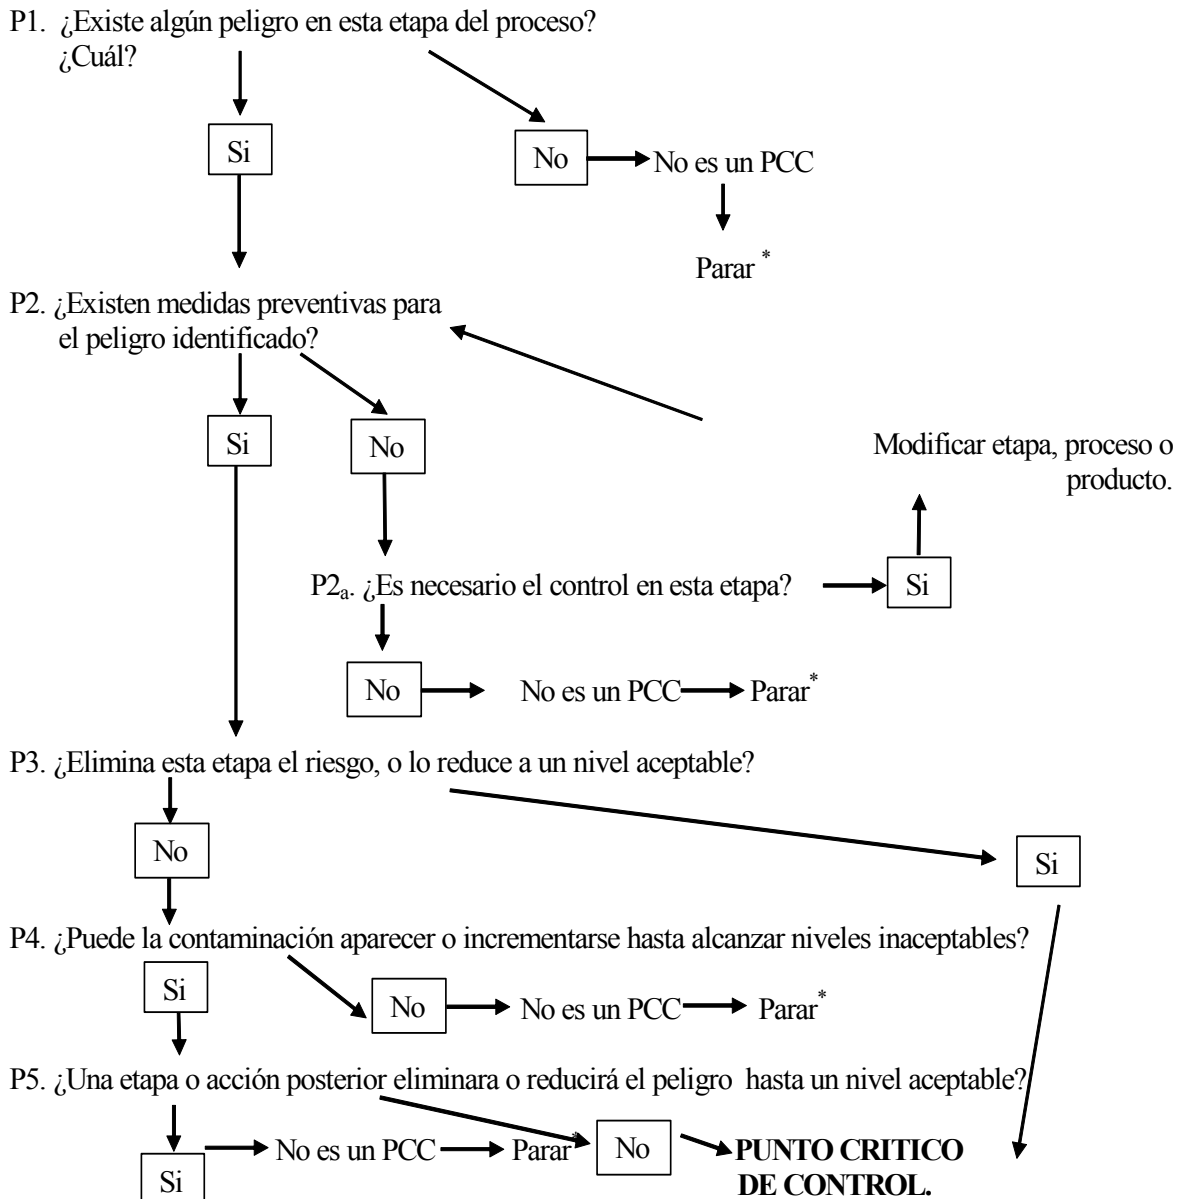 P1. ¿Existe algún peligro en esta etapa del proceso?
¿Cuál?
Si
No
No es un PCC
Parar *
P2. ¿Existen medidas preventivas para
el peligro identificado?
Si
No
Modificar etapa, proceso o
producto.
P2a. ¿Es necesario el control en esta etapa?
Si
No
No es un PCC
Parar*
P3. ¿Elimina esta etapa el riesgo, o lo reduce a un nivel aceptable?
No
Si
P4. ¿Puede la contaminación aparecer o incrementarse hasta alcanzar niveles inaceptables?
Si
No
No es un PCC
Parar*
P5. ¿Una etapa o acción posterior eliminara o reducirá el peligro hasta un nivel aceptable?
Si
No es un PCC
Parar*
No
PUNTO CRITICO
DE CONTROL.